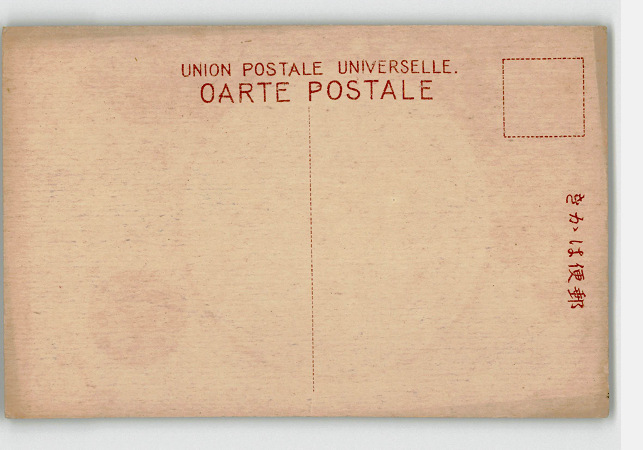 UNION POSTALE UNIVERSELLE.
OARTE POSTALE
きかは便郵